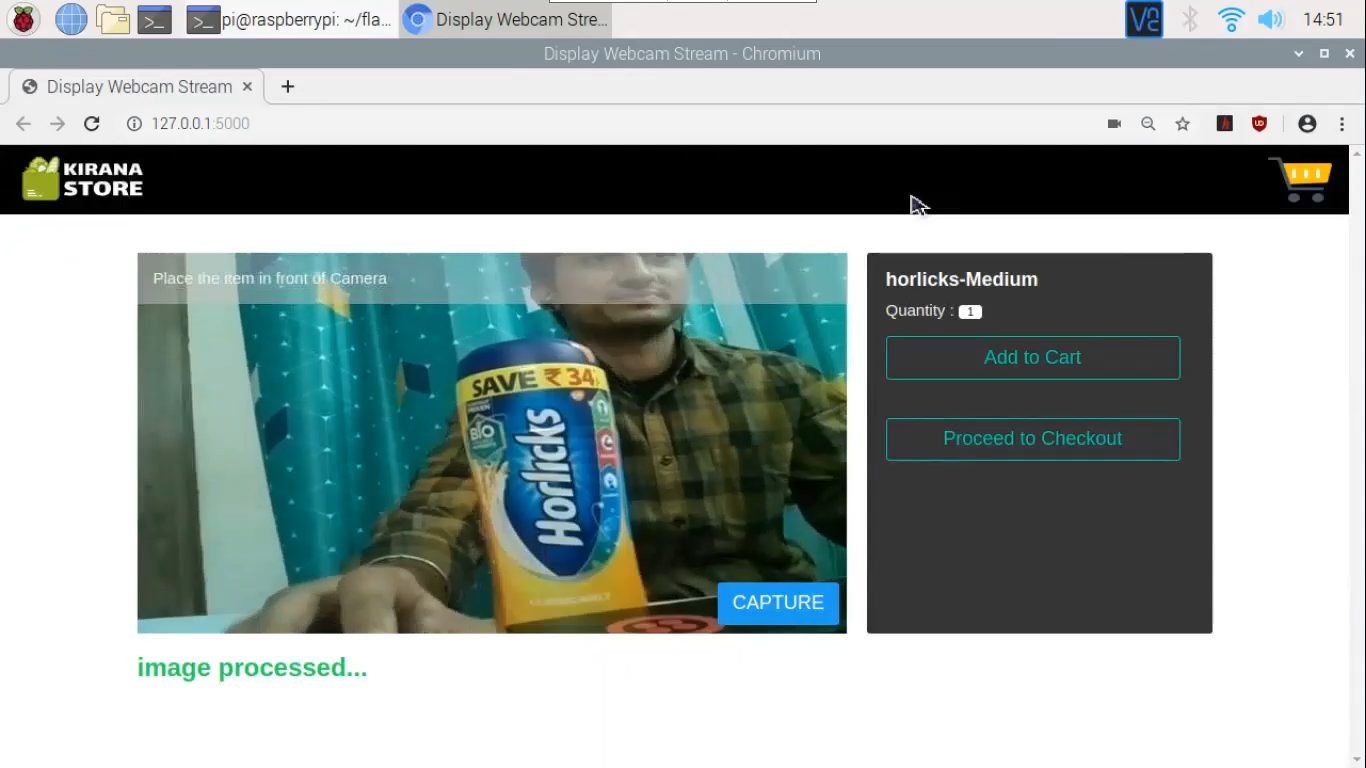 pi@raspberrypi: ~/fla...
Display Webcam Stre...
14:51
Display Webcam Stream - Chromium
Display Webcam Stream
127.0.0.1:5000
KIRANA
STORE
Place the item in front of Camera
SAVE ₹ 34
BIO
Horlicks
CAPTURE
image processed...
horlicks-Medium
Quantity : 1
Add to Cart
Proceed to Checkout